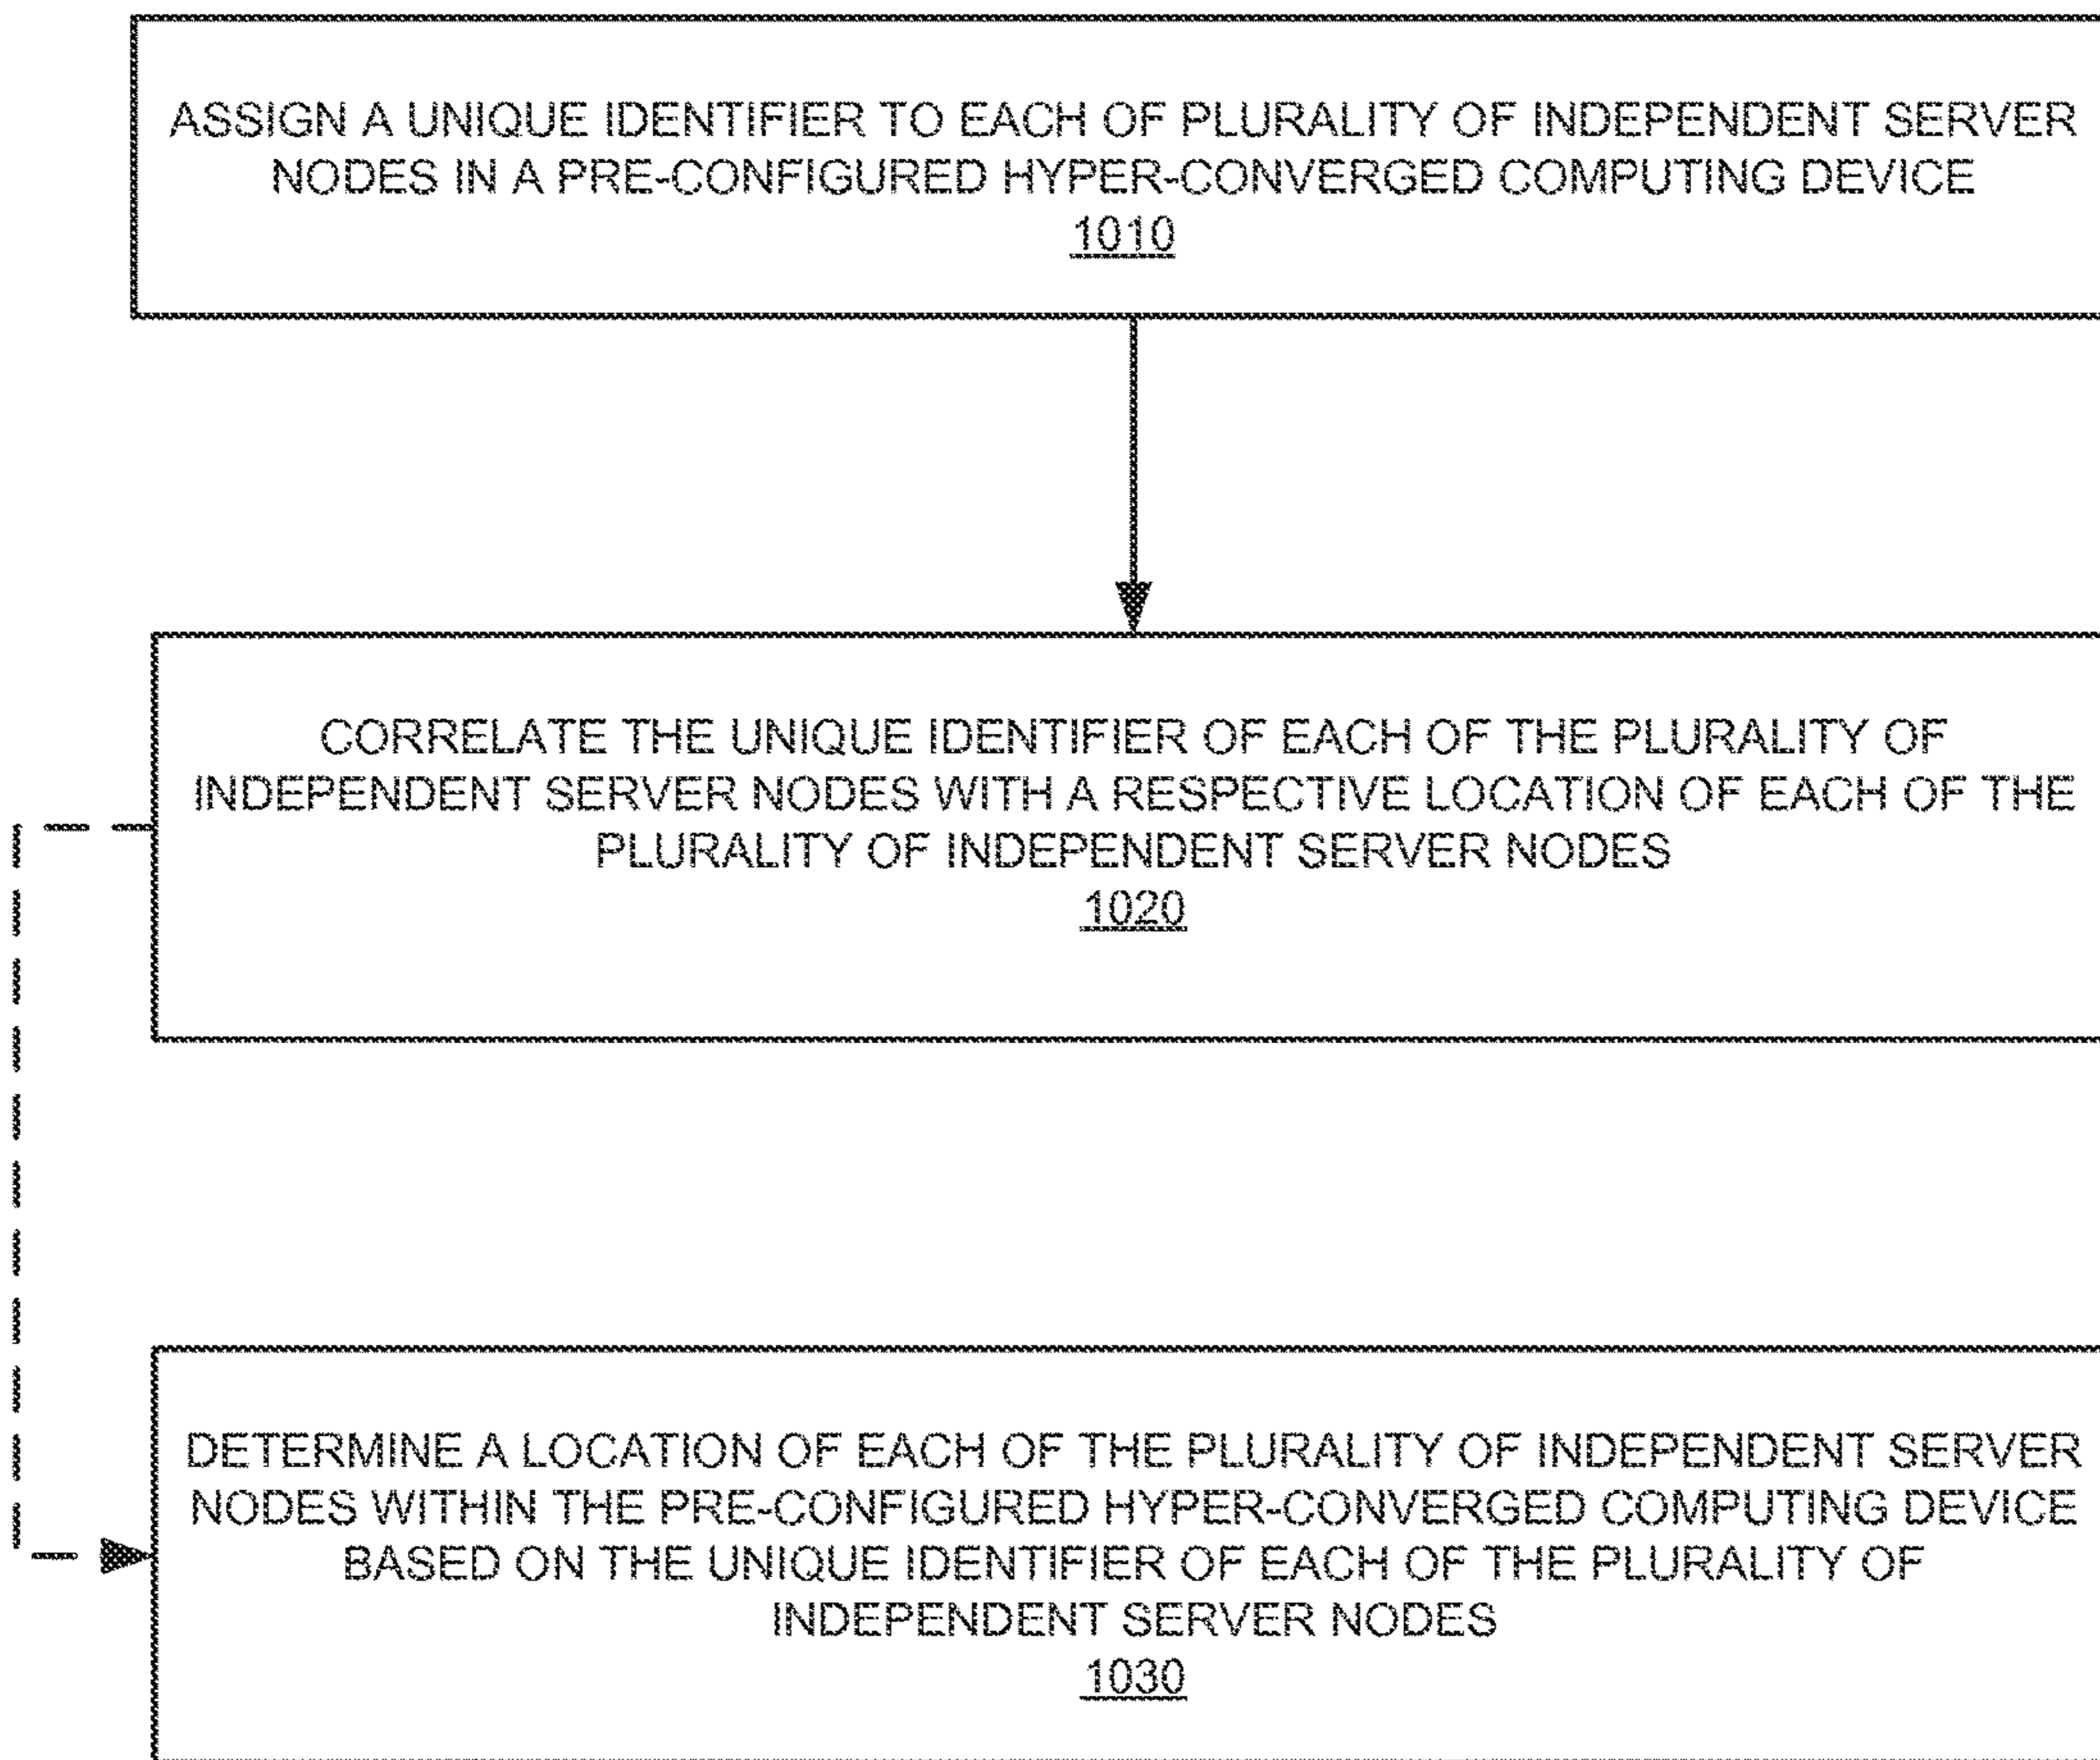 ASSIGN A UNIQUE IDENTIFIER TO EACH OF PLURALITY OF INDEPENDENT SERVER
NODES IN A PRE-CONFIGURED HYPER-CONVERGED COMPUTING DEVICE
1010
CORRELATE THE UNIQUE IDENTIFIER OF EACH OF THE PLURALITY OF
INDEPENDENT SERVER NODES WITH A RESPECTIVE LOCATION OF EACH OF THE
PLURALITY OF INDEPENDENT SERVER NODES
1020
DETERMINE A LOCATION OF EACH OF THE PLURALITY OF INDEPENDENT SERVER
NODES WITHIN THE PRE-CONFIGURED HYPER-CONVERGED COMPUTING DEVICE
BASED ON THE UNIQUE IDENTIFIER OF EACH OF THE PLURALITY OF
INDEPENDENT SERVER NODES
1030